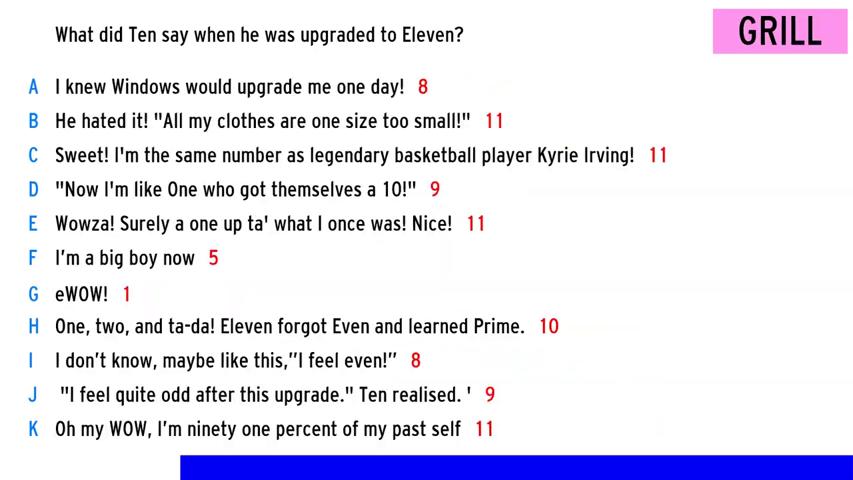 What did Ten say when he was upgraded to Eleven?
GRILL
A I knew Windows would upgrade me one day! 8
B He hated it! "All my clothes are one size too small!" 11
C Sweet! I'm the same number as legendary basketball player Kyrie Irving! 11
D "Now I'm like One who got themselves a 10!" 9
E Wowza! Surely a one up ta' what I once was! Nice! 11
F I’m a big boy now 5
G eWOW! 1
H One, two, and ta-da! Eleven forgot Even and learned Prime. 10
I I don’t know, maybe like this,”I feel even!” 8
J "I feel quite odd after this upgrade." Ten realised. ' 9
K Oh my WOW, I’m ninety one percent of my past self 11